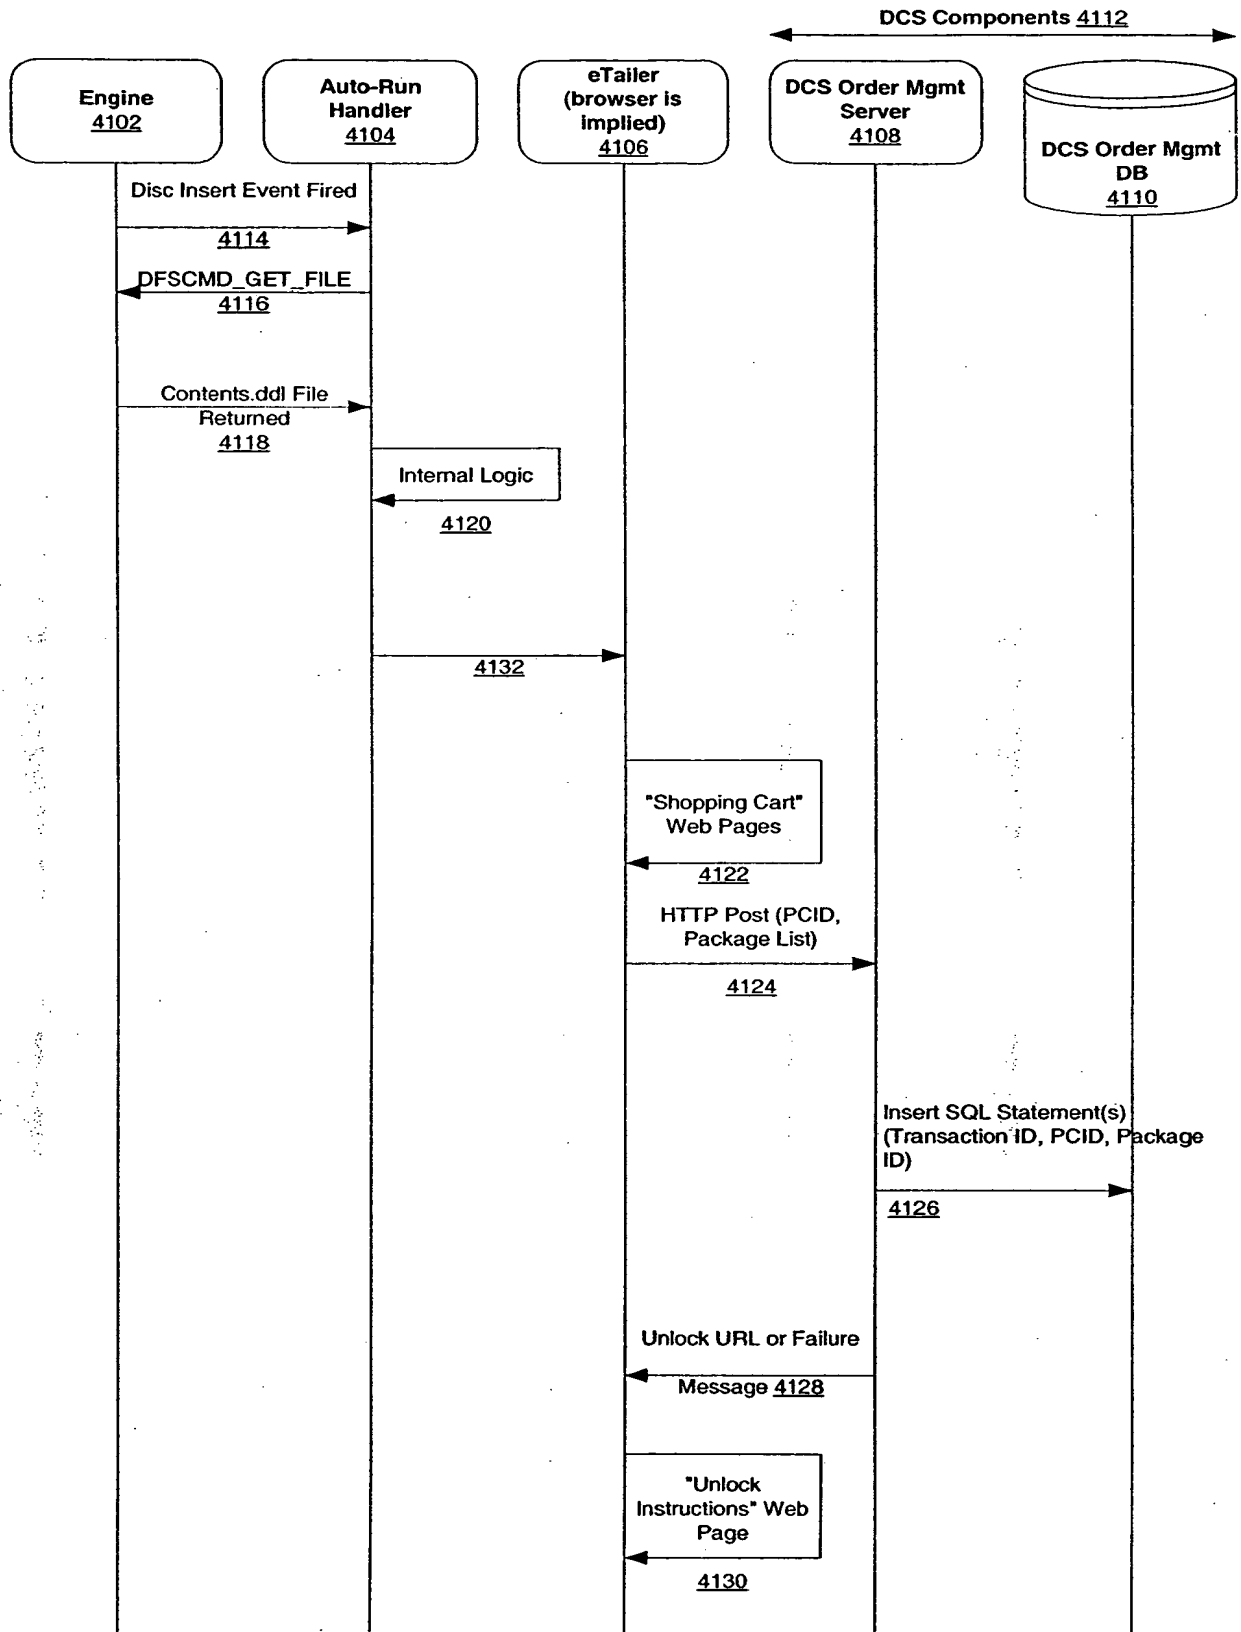 DCS Components 4112
Engine
4102
Auto-Run
Handler
4104
eTailer
(browser is
implied)
4106
DCS Order Mgmt
Server
4108
DCS Order Mgmt
DB
4110
Disc Insert Event Fired
4114
DFSCMD_GET_FILE
4116
Contents.ddl File
Returned
4118
Internal Logic
4120
4132
"Shopping Cart"
Web Pages
4122
HTTP Post (PCID,
Package List)
4124
Insert SQL Statement(s)
(Transaction ID, PCID, Package
ID)
4126
Unlock URL or Failure
Message 4128
"Unlock
Instructions" Web
Page
4130